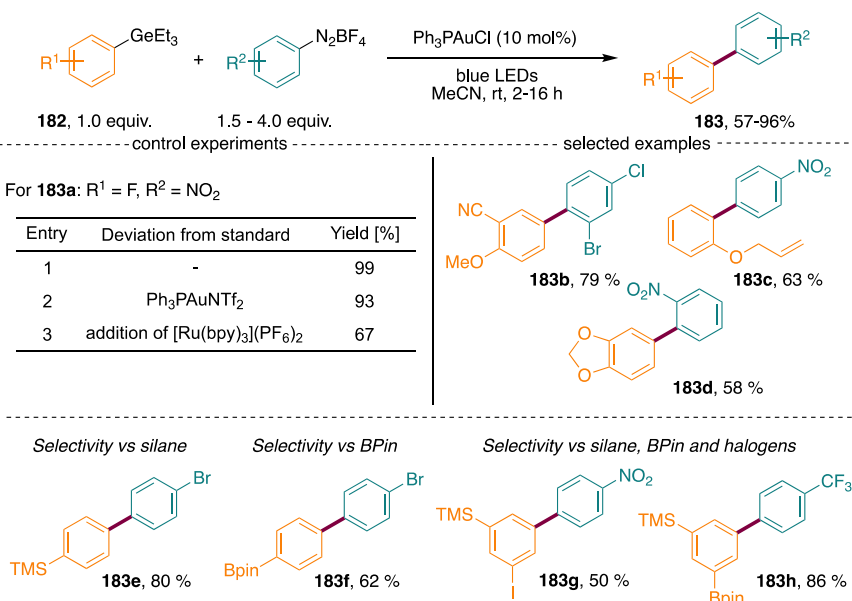 GeEt3
R1
+
N2BF4
R2
Ph3PAuCl (10 mol%)
blue LEDs
MeCN, rt, 2-16 h
R1
R2
182, 1.0 equiv.
1.5 - 4.0 equiv.
183, 57-96%
control experiments
selected examples
For 183a: R1 = F, R2 = NO2
Entry Deviation from standard Yield [%]
1 - 99
2 Ph3PAuNTf2 93
3 addition of [Ru(bpy)3](PF6)2 67
Cl
NC
Br
MeO
183b, 79 %
NO2
O
183c, 63 %
O2N
O
O
183d, 58 %
Selectivity vs silane
Selectivity vs BPin
Selectivity vs silane, BPin and halogens
Br
TMS
183e, 80 %
Br
Bpin
183f, 62 %
NO2
TMS
I
183g, 50 %
CF3
TMS
Bpin
183h, 86 %